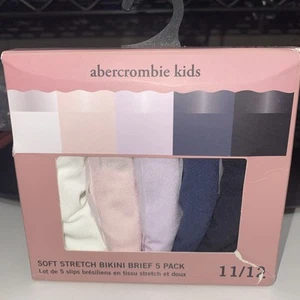 abercrombie kids
SOFT STRETCH BIKINI BRIEF 5 PACK
Lot de 5 slips brésiliens en tissu stretch et doux
11/12